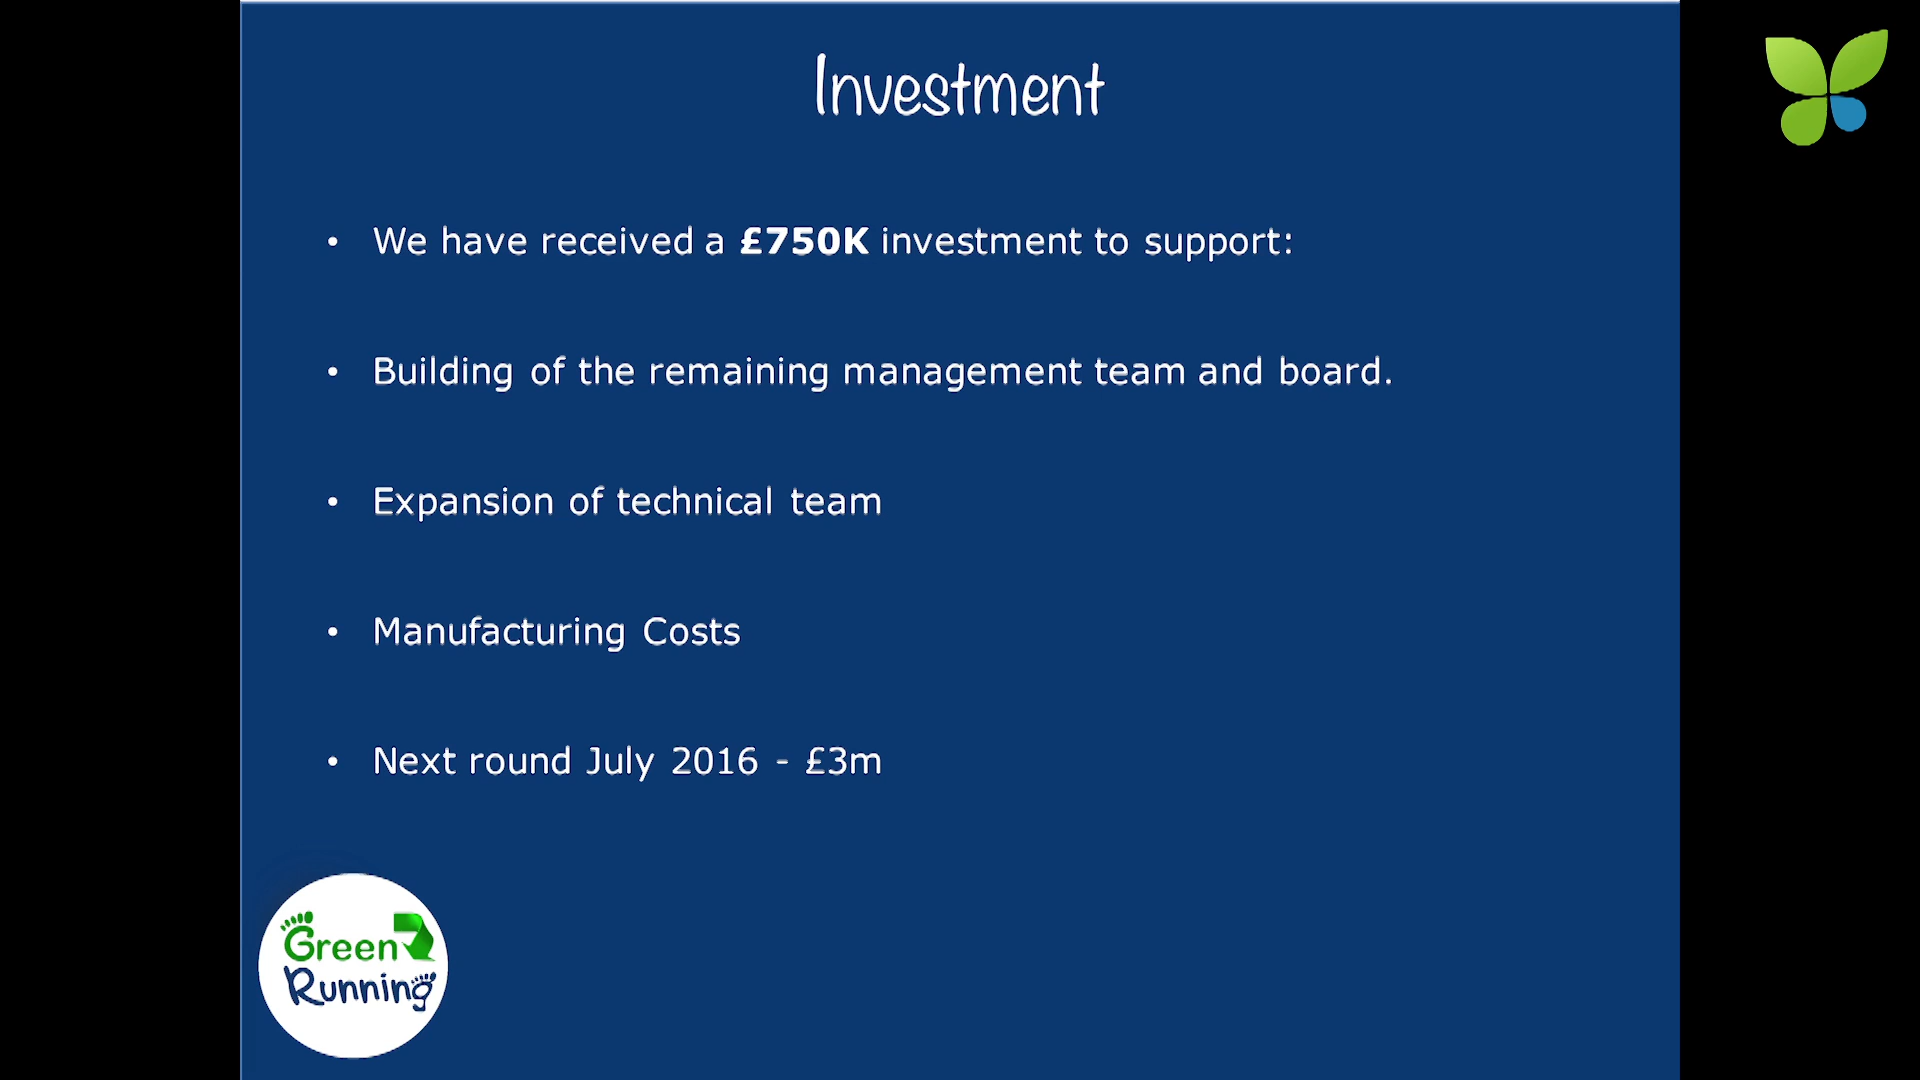 Investment
• We have received a £750K investment to support:
• Building of the remaining management team and board.
• Expansion of technical team
• Manufacturing Costs
• Next round July 2016 - £3m
Green
Running